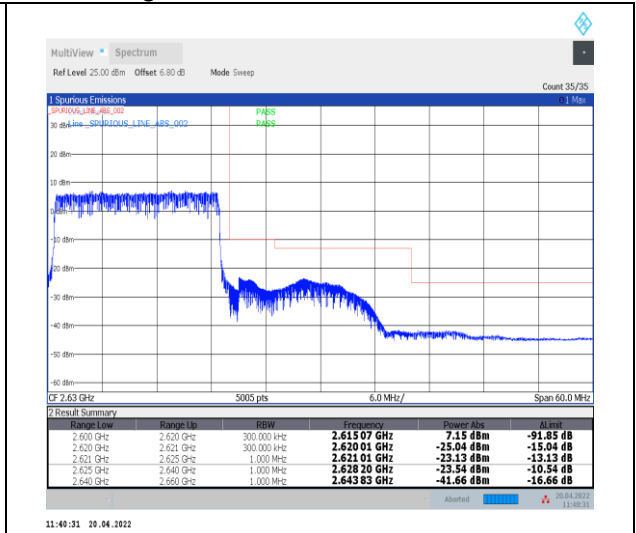 MultiView Spectrum
Ref Level 25.00 dBm Offset 6.80 dB Mode Sweep
Count 35/35
1 Spurious Emissions 1 Max
_SPURIOUS_LINE_ABS_002 PASS
30 dBm Line _SPURIOUS_LINE_ABS_002 PASS
20 dBm
10 dBm
0 dBm
-10 dBm
-20 dBm
-30 dBm
-40 dBm
-50 dBm
-60 dBm
CF 2.63 GHz 5005 pts 6.0 MHz/ Span 60.0 MHz
2 Result Summary
Range Low Range Up RBW Frequency Power Abs ΔLimit
2.600 GHz 2.620 GHz 300.000 kHz 2.615 07 GHz 7.15 dBm -91.85 dB
2.620 GHz 2.621 GHz 300.000 kHz 2.620 01 GHz -25.04 dBm -15.04 dB
2.621 GHz 2.625 GHz 1.000 MHz 2.621 01 GHz -23.13 dBm -13.13 dB
2.625 GHz 2.640 GHz 1.000 MHz 2.628 20 GHz -23.54 dBm -10.54 dB
2.640 GHz 2.660 GHz 1.000 MHz 2.643 83 GHz -41.66 dBm -16.66 dB
Aborted 20.04.2022
11:40:31
11:40:31 20.04.2022